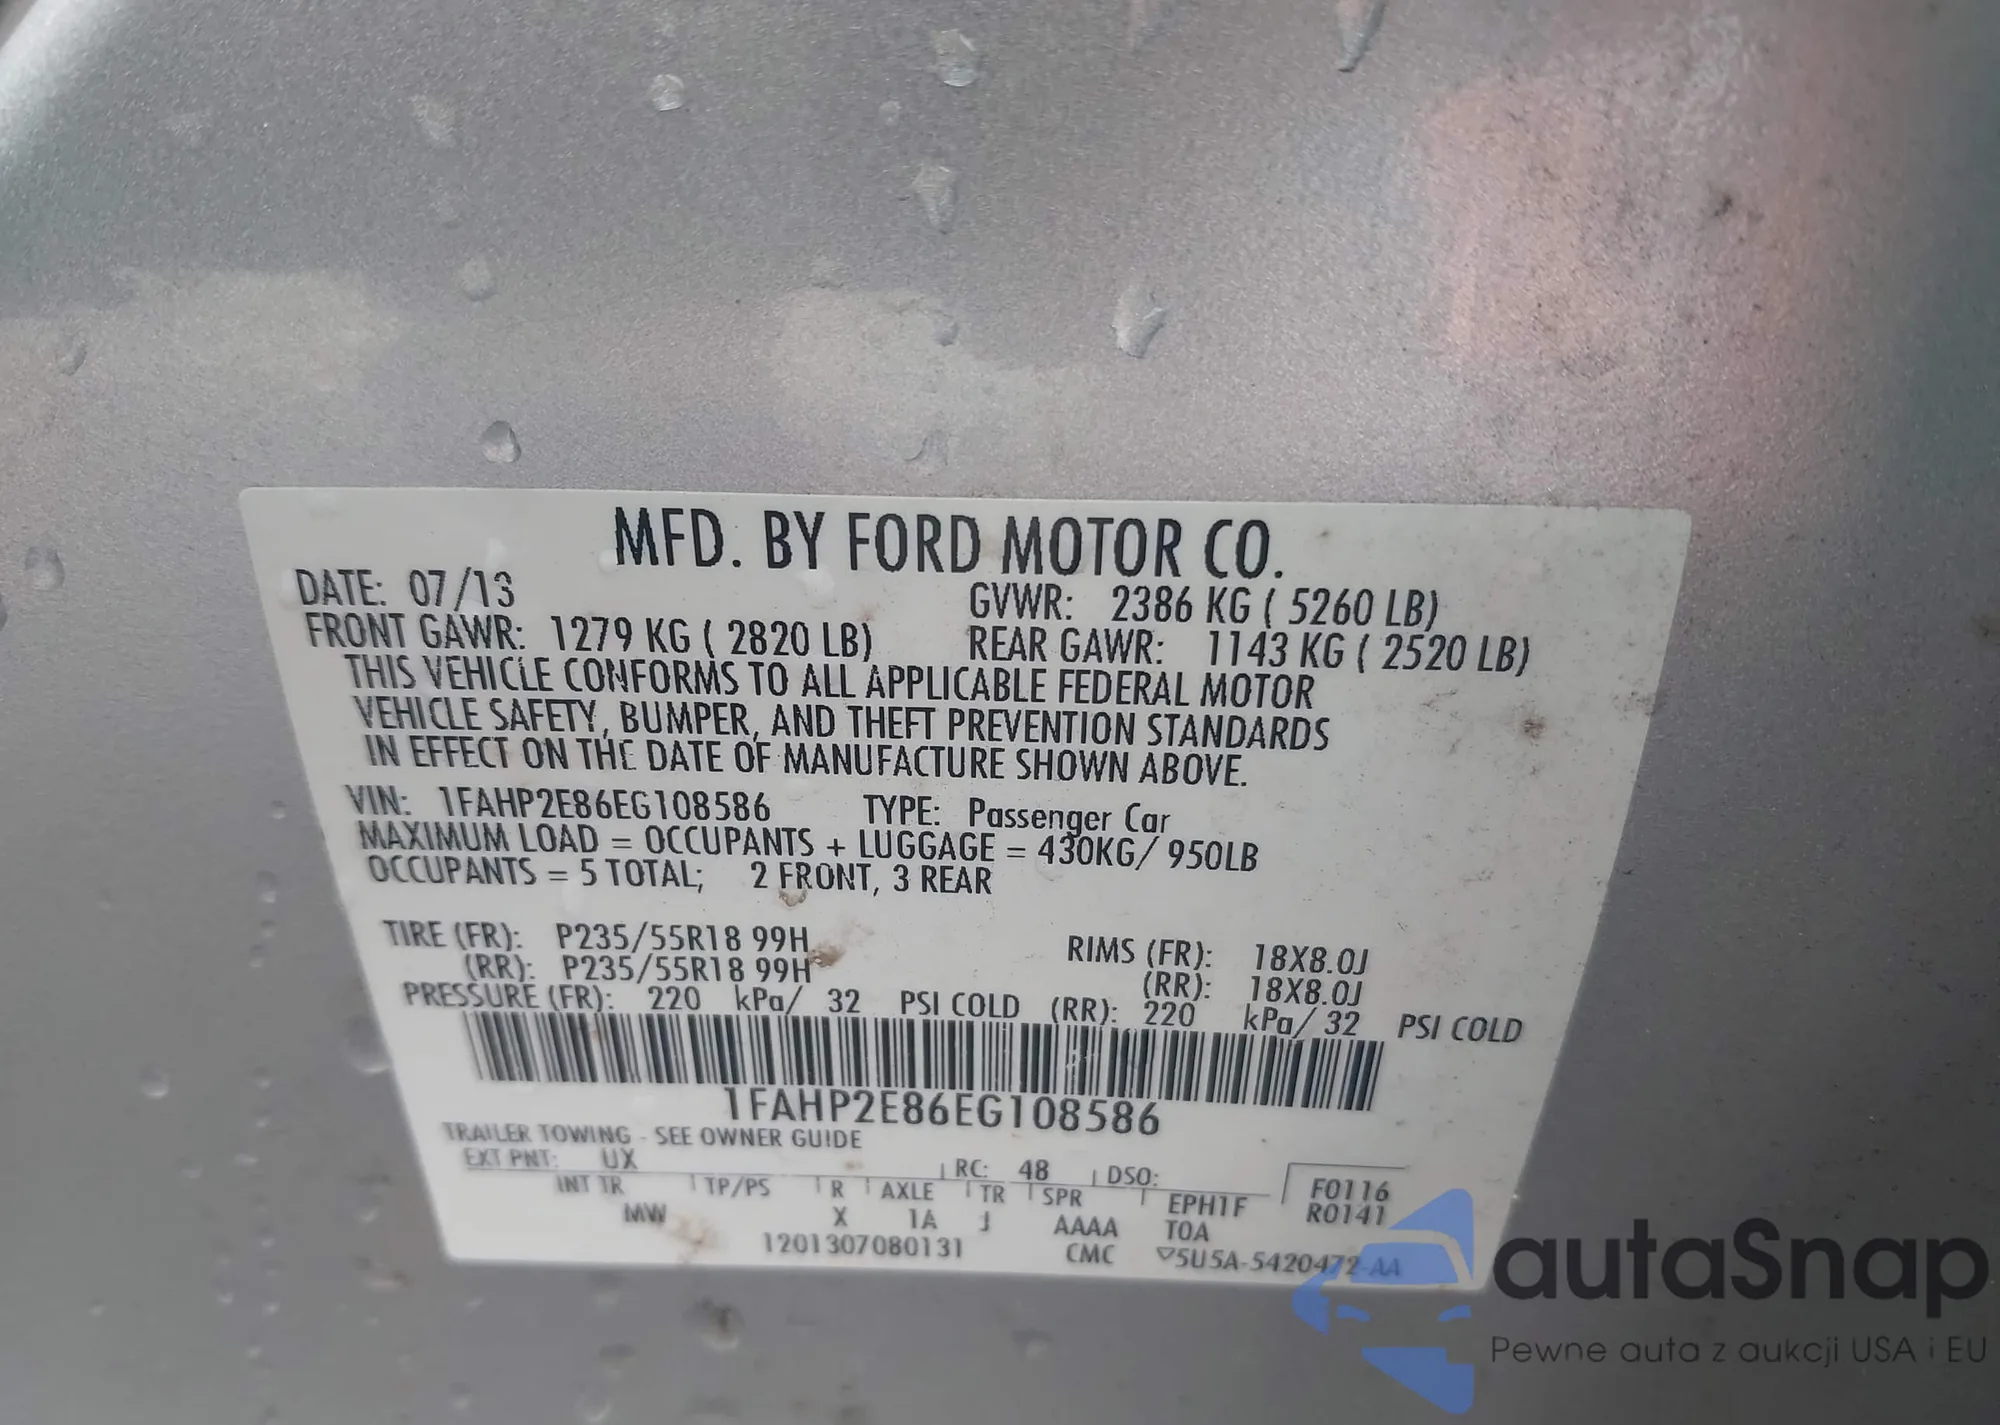 MFD. BY FORD MOTOR CO.
DATE: 07/13 GVWR: 2386 KG ( 5260 LB)
FRONT GAWR: 1279 KG ( 2820 LB) REAR GAWR: 1143 KG ( 2520 LB)
THIS VEHICLE CONFORMS TO ALL APPLICABLE FEDERAL MOTOR
VEHICLE SAFETY, BUMPER, AND THEFT PREVENTION STANDARDS
IN EFFECT ON THE DATE OF MANUFACTURE SHOWN ABOVE.
VIN: 1FAHP2E86EG108586 TYPE: Passenger Car
MAXIMUM LOAD = OCCUPANTS + LUGGAGE = 430KG/ 950LB
OCCUPANTS = 5 TOTAL; 2 FRONT, 3 REAR
TIRE (FR): P235/55R18 99H RIMS (FR): 18X8.0J
(RR): P235/55R18 99H (RR): 18X8.0J
PRESSURE (FR): 220 kPa/ 32 PSI COLD (RR): 220 kPa/ 32 PSI COLD
1FAHP2E86EG108586
TRAILER TOWING - SEE OWNER GUIDE
EXT PNT: UX RC: 48 DSO: F0116
INT TR TP/PS R AXLE TR SPR EPH1F R0141
MW X 1A J AAAA TOA
1201307080131 CMC ▽5U5A-5420472-AA
autaSnap
Pewne auta z aukcji USA i EU